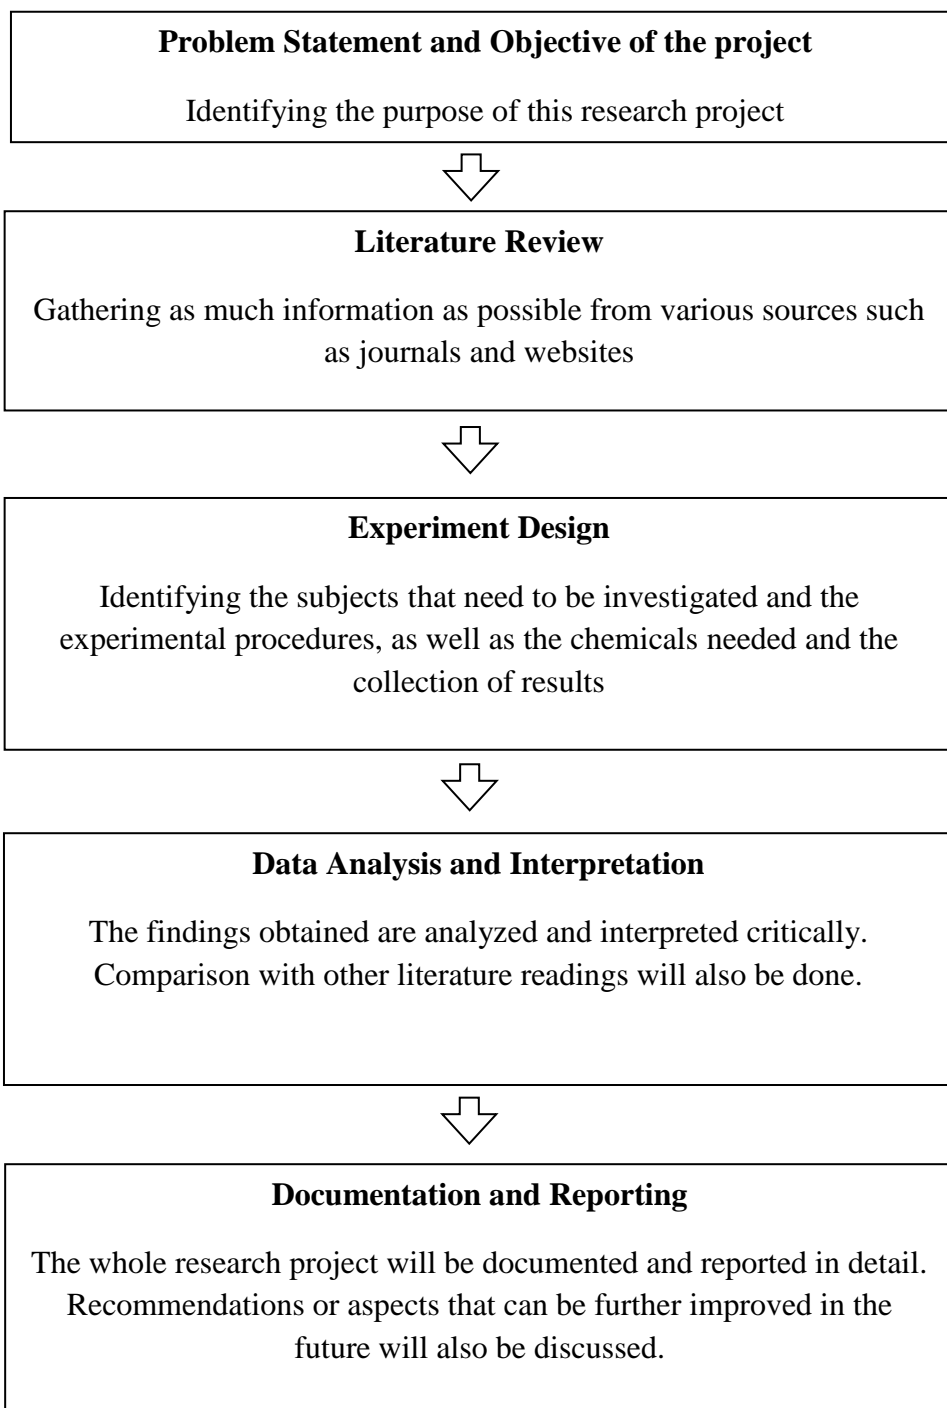 Problem Statement and Objective of the project
Identifying the purpose of this research project
Literature Review
Gathering as much information as possible from various sources such
as journals and websites
Experiment Design
Identifying the subjects that need to be investigated and the
experimental procedures, as well as the chemicals needed and the
collection of results
Data Analysis and Interpretation
The findings obtained are analyzed and interpreted critically.
Comparison with other literature readings will also be done.
Documentation and Reporting
The whole research project will be documented and reported in detail.
Recommendations or aspects that can be further improved in the
future will also be discussed.